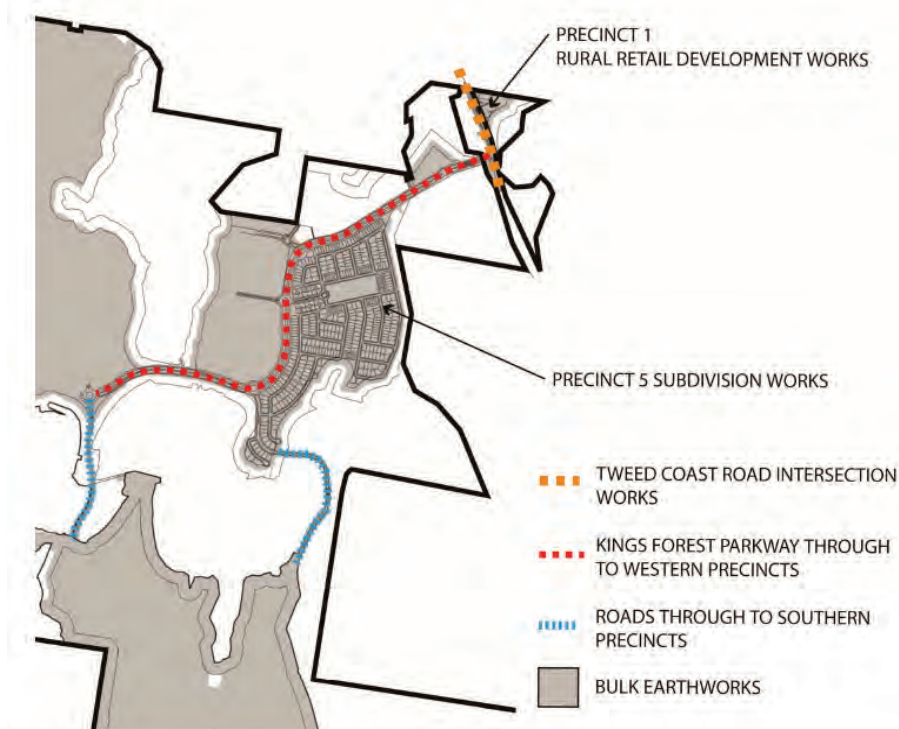 PRECINCT 1
RURAL RETAIL DEVELOPMENT WORKS
PRECINCT 5 SUBDIVISION WORKS
TWEED COAST ROAD INTERSECTION
WORKS
KINGS FOREST PARKWAY THROUGH
TO WESTERN PRECINCTS
ROADS THROUGH TO SOUTHERN
PRECINCTS
BULK EARTHWORKS